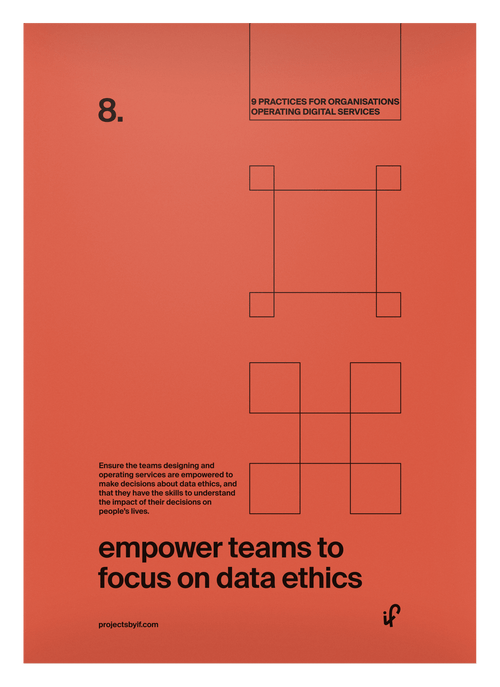 8.
9 PRACTICES FOR ORGANISATIONS
OPERATING DIGITAL SERVICES
Ensure the teams designing and
operating services are empowered to
make decisions about data ethics, and
that they have the skills to understand
the impact of their decisions on
people's lives.
empower teams to
focus on data ethics
projectsbyif.com
if